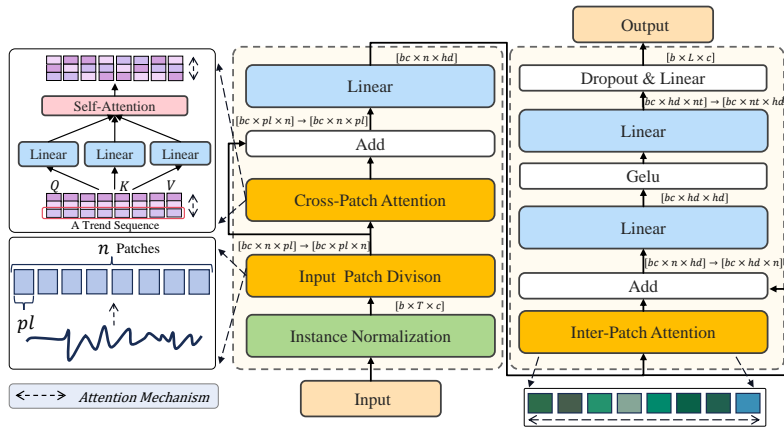 Self-Attention
Linear
Linear
Linear
Q
K
V
A Trend Sequence
n Patches
pl
Attention Mechanism
[bc × n × hd]
Linear
[bc × pl × n] → [bc × n × pl]
Add
Cross-Patch Attention
[bc × n × pl] → [bc × pl × n]
Input Patch Divison
[b × T × c]
Instance Normalization
Input
Output
[b × L × c]
Dropout & Linear
[bc × hd × nt] → [bc × nt × hd
Linear
Gelu
[bc × hd × hd]
Linear
[bc × n × hd] → [bc × hd × n]
Add
Inter-Patch Attention